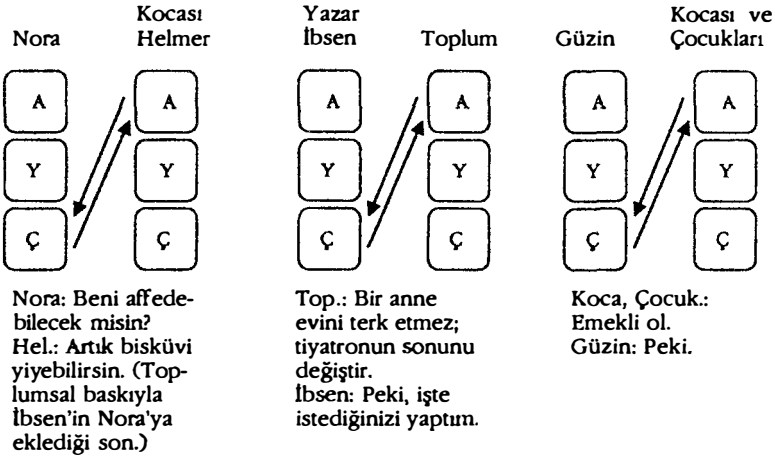 Nora
Kocası
Helmer
A
A
Y
Y
Ç
Ç
Nora: Beni affede-
bilecek misin?
Hel.: Artık bisküvi
yiyebilirsin. (Top-
lumsal baskıyla
İbsen'in Nora'ya
eklediği son.)
Yazar
İbsen
Toplum
A
A
Y
Y
Ç
Ç
Top.: Bir anne
evini terk etmez;
tiyatronun sonunu
değiştir.
İbsen: Peki, işte
istediğinizi yaptım.
Güzin
Kocası ve
Çocukları
A
A
Y
Y
Ç
Ç
Koca, Çocuk.:
Emekli ol.
Güzin: Peki.